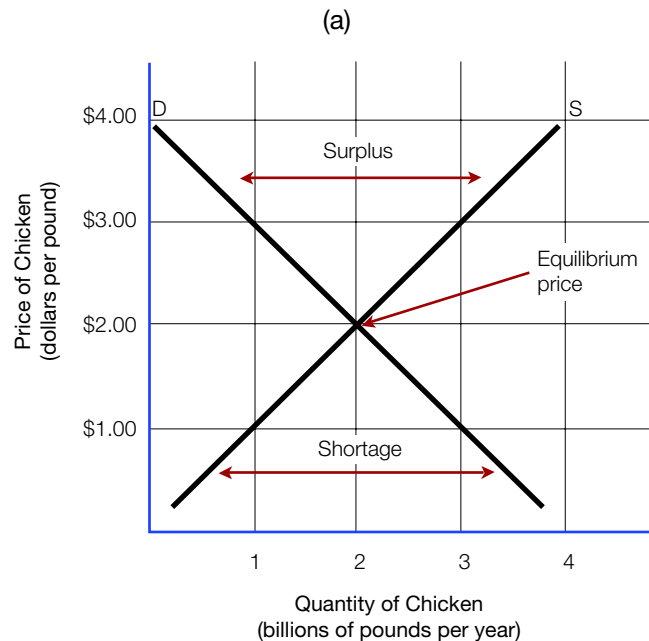 (a)
Price of Chicken
(dollars per pound)
$4.00
$3.00
$2.00
$1.00
D
S
Surplus
Equilibrium
price
Shortage
1 2 3 4
Quantity of Chicken
(billions of pounds per year)